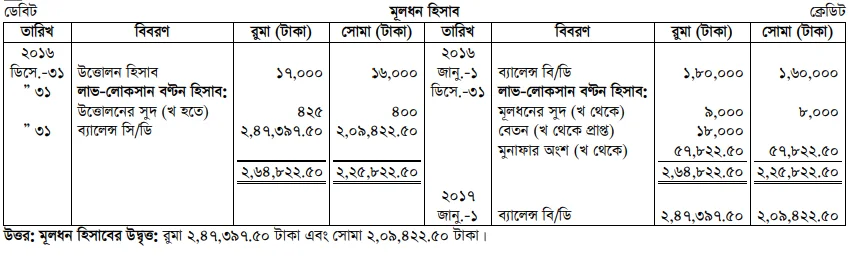 ডেবিট মূলধন হিসাব ক্রেডিট
তারিখ বিবরণ রুমা (টাকা) সোমা (টাকা) তারিখ বিবরণ রুমা (টাকা) সোমা (টাকা)
২০১৬ ২০১৬
ডিসে.-৩১ উত্তোলন হিসাব ১৭,০০০ ১৬,০০০ জানু.-১ ব্যালেন্স বি/ডি ১,৮০,০০০ ১,৬০,০০০
" ৩১ লাভ-লোকসান বণ্টন হিসাব: ডিসে.-৩১ লাভ-লোকসান বণ্টন হিসাব:
উত্তোলনের সুদ (খ হতে) ৪২৫ ৪০০ মূলধনের সুদ (খ থেকে) ৯,০০০ ৮,০০০
" ৩১ ব্যালেন্স সি/ডি ২,৪৭,৩৯৭.৫০ ২,০৯,৪২২.৫০ বেতন (খ থেকে প্রাপ্ত) ১৮,০০০
মুনাফার অংশ (খ থেকে) ৫৭,৮২২.৫০ ৫৭,৮২২.৫০
২,৬৪,৮২২.৫০ ২,২৫,৮২২.৫০ ২,৬৪,৮২২.৫০ ২,২৫,৮২২.৫০
২০১৭
জানু.-১ ব্যালেন্স বি/ডি ২,৪৭,৩৯৭.৫০ ২,০৯,৪২২.৫০
উত্তর: মূলধন হিসাবের উদ্বৃত্ত: রুমা ২,৪৭,৩৯৭.৫০ টাকা এবং সোমা ২,০৯,৪২২.৫০ টাকা।